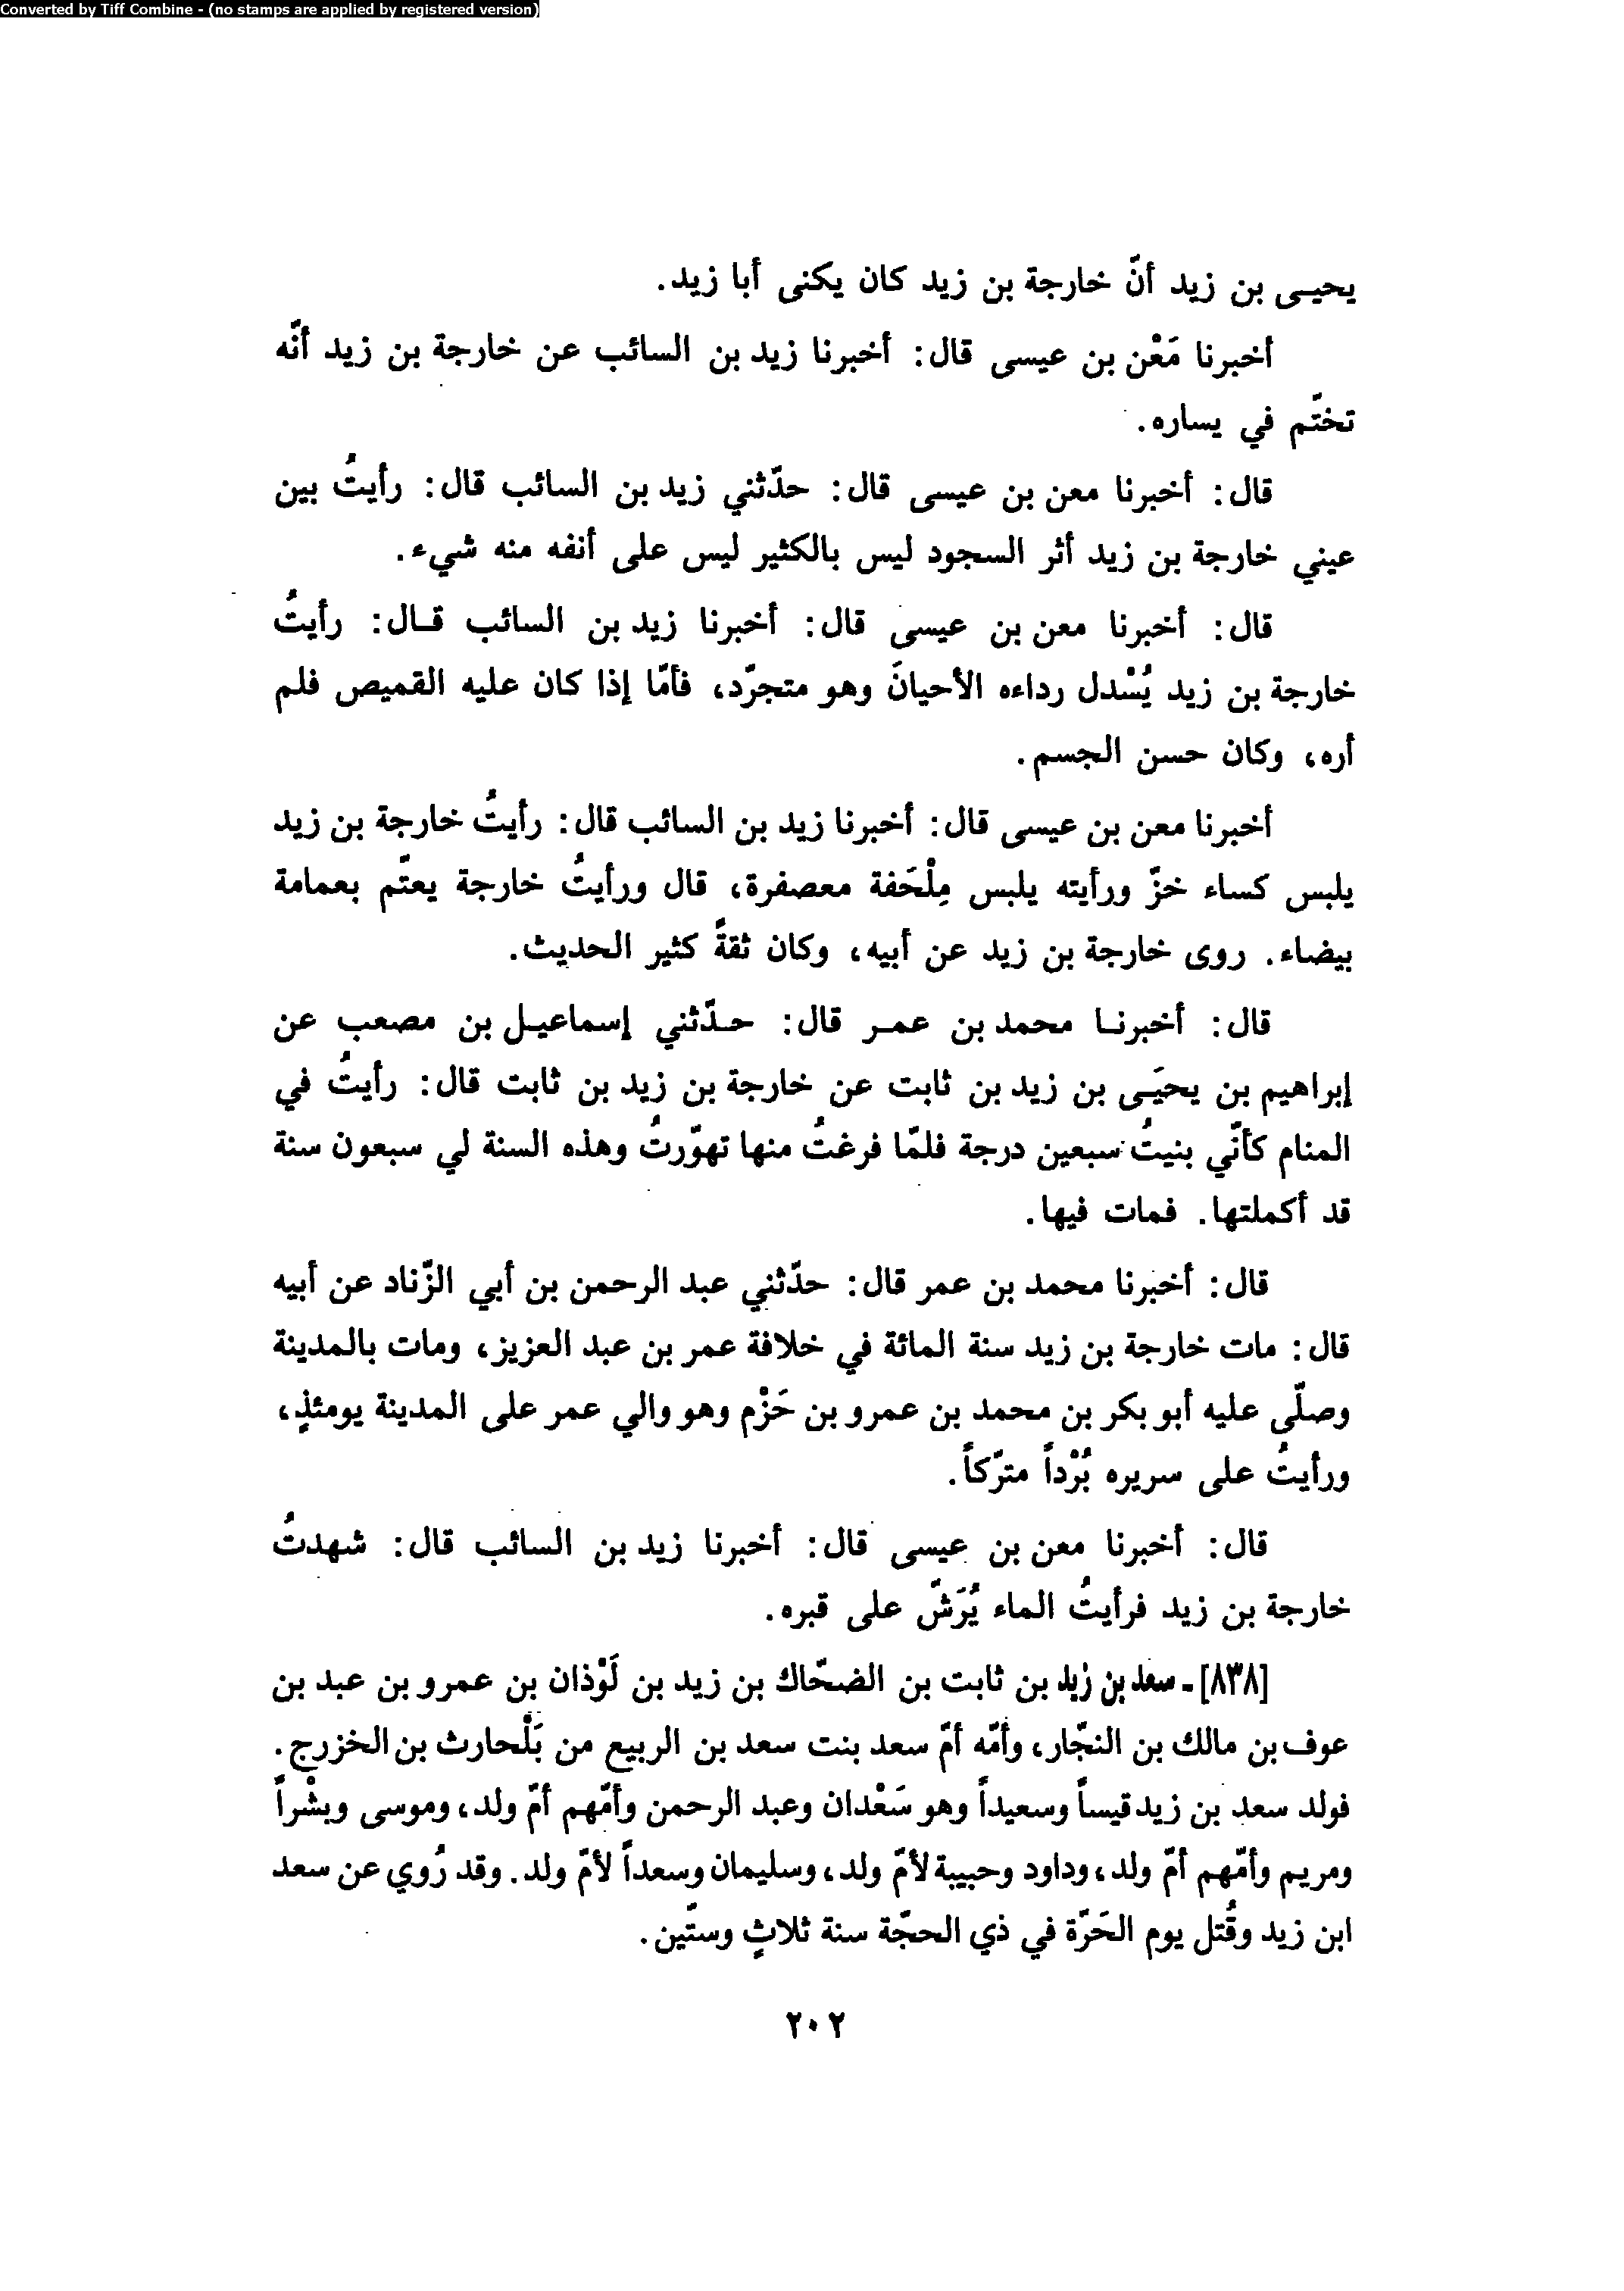 Converted by Tiff Combine - (no stamps are applied by registered version)
يحيـى بن زيد أنّ خارجة بن زيد كان يكنى أبا زيد.
أخبرنا مَعْن بن عيسى قال: أخبرنا زيد بن السائب عن خارجة بن زيد أنّه
تختّم في يساره.
قال: أخبرنا معن بن عيسى قال: حدّثني زيد بن السائب قال: رأيتُ بين
عيني خارجة بن زيد أثر السجود ليس بالكثير ليس على أنفه منه شيء.
قال: أخبرنا معن بن عيسى قال: أخبرنا زيد بن السائب قـال: رأيتُ
خارجة بن زيد يُسْدل رداءه الأحيانَ وهو متجرّد، فأمّا إذا كان عليه القميص فلم
أره، وكان حسن الجسم.
أخبرنا معن بن عيسى قال: أخبرنا زيد بن السائب قال: رأيتُ خارجة بن زيد
يلبس كساء خزّ ورأيته يلبس مِلْحَفة معصفرة، قال ورأيتُ خارجة يعتّم بعمامة
بيضاء. روى خارجة بن زيد عن أبيه، وكان ثقةً كثير الحديث.
قال: أخبرنـا محمد بن عمـر قال: حـدّثني إسماعيـل بن مصعب عن
إبراهيم بن يحيَـى بن زيد بن ثابت عن خارجة بن زيد بن ثابت قال: رأيتُ في
المنام كأنّي بنيتُ سبعين درجة فلمّا فرغتُ منها تهوّرتُ وهذه السنة لي سبعون سنة
قد أكملتها. فمات فيها.
قال: أخبرنا محمد بن عمر قال: حدّثني عبد الرحمن بن أبي الزّناد عن أبيه
قال: مات خارجة بن زيد سنة المائة في خلافة عمر بن عبد العزيز، ومات بالمدينة
وصلّى عليه أبو بكر بن محمد بن عمرو بن حَزْم وهو والي عمر على المدينة يومئذٍ،
ورأيتُ على سريره بُرْداً مترّكاً.
قال: أخبرنا معن بن عيسى قال: أخبرنا زيد بن السائب قال: شهدتُ
خارجة بن زيد فرأيتُ الماء يُرَشّ على قبره.
[٨٣٨] - سعد بن زيد بن ثابت بن الضحّاك بن زيد بن لَوْذان بن عمرو بن عبد بن
عوف بن مالك بن النجّار، وأمّه أمّ سعد بنت سعد بن الربيع من بَلْحارث بن الخزرج.
فولد سعد بن زيد قيساً وسعيداً وهو سَعْدان وعبد الرحمن وأمّهم أمّ ولد، وموسى وبشْراً
ومريم وأمّهم أمّ ولد، وداود وحبيبة لأمّ ولد، وسليمان وسعداً لأمّ ولد. وقد رُوي عن سعد
ابن زيد وقُتل يوم الحَرّة في ذي الحجّة سنة ثلاثٍ وستّين.
٢٠٢